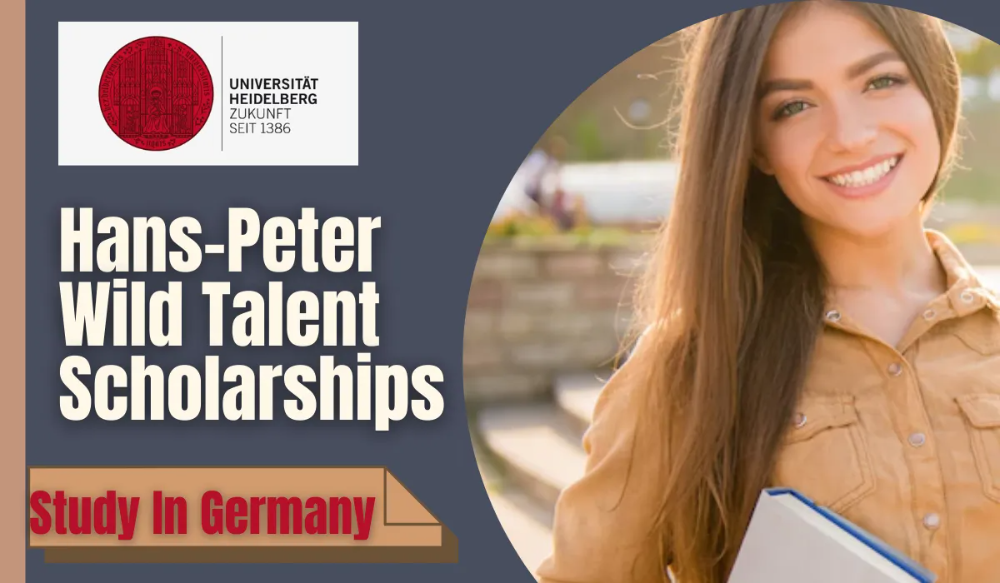 UNIVERSITÄT
HEIDELBERG
ZUKUNFT
SEIT 1386
Hans-Peter
Wild Talent
Scholarships
Study In Germany